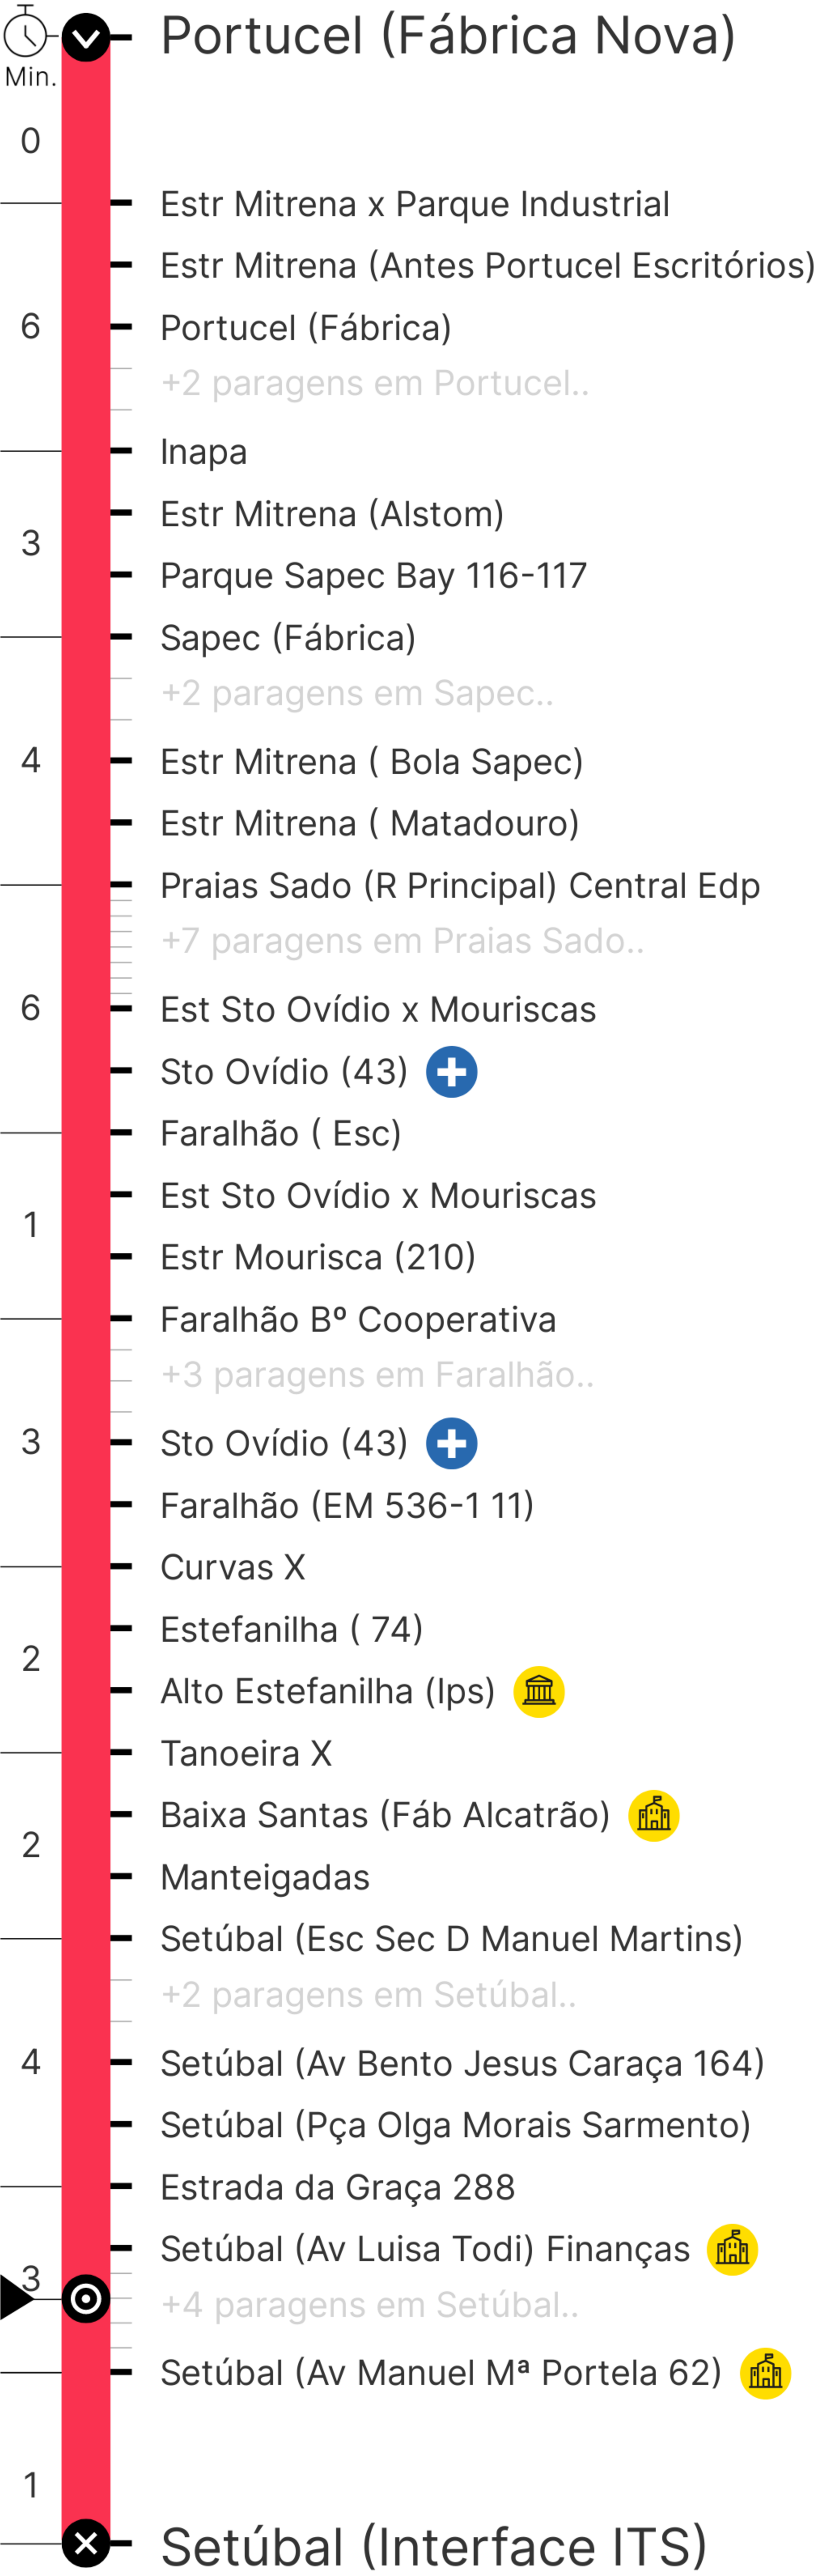 Portucel (Fábrica Nova)
Min.
0
Estr Mitrena x Parque Industrial
Estr Mitrena (Antes Portucel Escritórios)
6
Portucel (Fábrica)
+2 paragens em Portucel..
Inapa
Estr Mitrena (Alstom)
3
Parque Sapec Bay 116-117
Sapec (Fábrica)
+2 paragens em Sapec..
4
Estr Mitrena ( Bola Sapec)
Estr Mitrena ( Matadouro)
Praias Sado (R Principal) Central Edp
+7 paragens em Praias Sado..
6
Est Sto Ovídio x Mouriscas
Sto Ovídio (43)
Faralhão ( Esc)
Est Sto Ovídio x Mouriscas
1
Estr Mourisca (210)
Faralhão Bº Cooperativa
+3 paragens em Faralhão..
3
Sto Ovídio (43)
Faralhão (EM 536-1 11)
Curvas X
Estefanilha ( 74)
2
Alto Estefanilha (Ips)
Tanoeira X
Baixa Santas (Fáb Alcatrão)
2
Manteigadas
Setúbal (Esc Sec D Manuel Martins)
+2 paragens em Setúbal..
4
Setúbal (Av Bento Jesus Caraça 164)
Setúbal (Pça Olga Morais Sarmento)
Estrada da Graça 288
Setúbal (Av Luisa Todi) Finanças
3
+4 paragens em Setúbal..
Setúbal (Av Manuel Mª Portela 62)
1
Setúbal (Interface ITS)